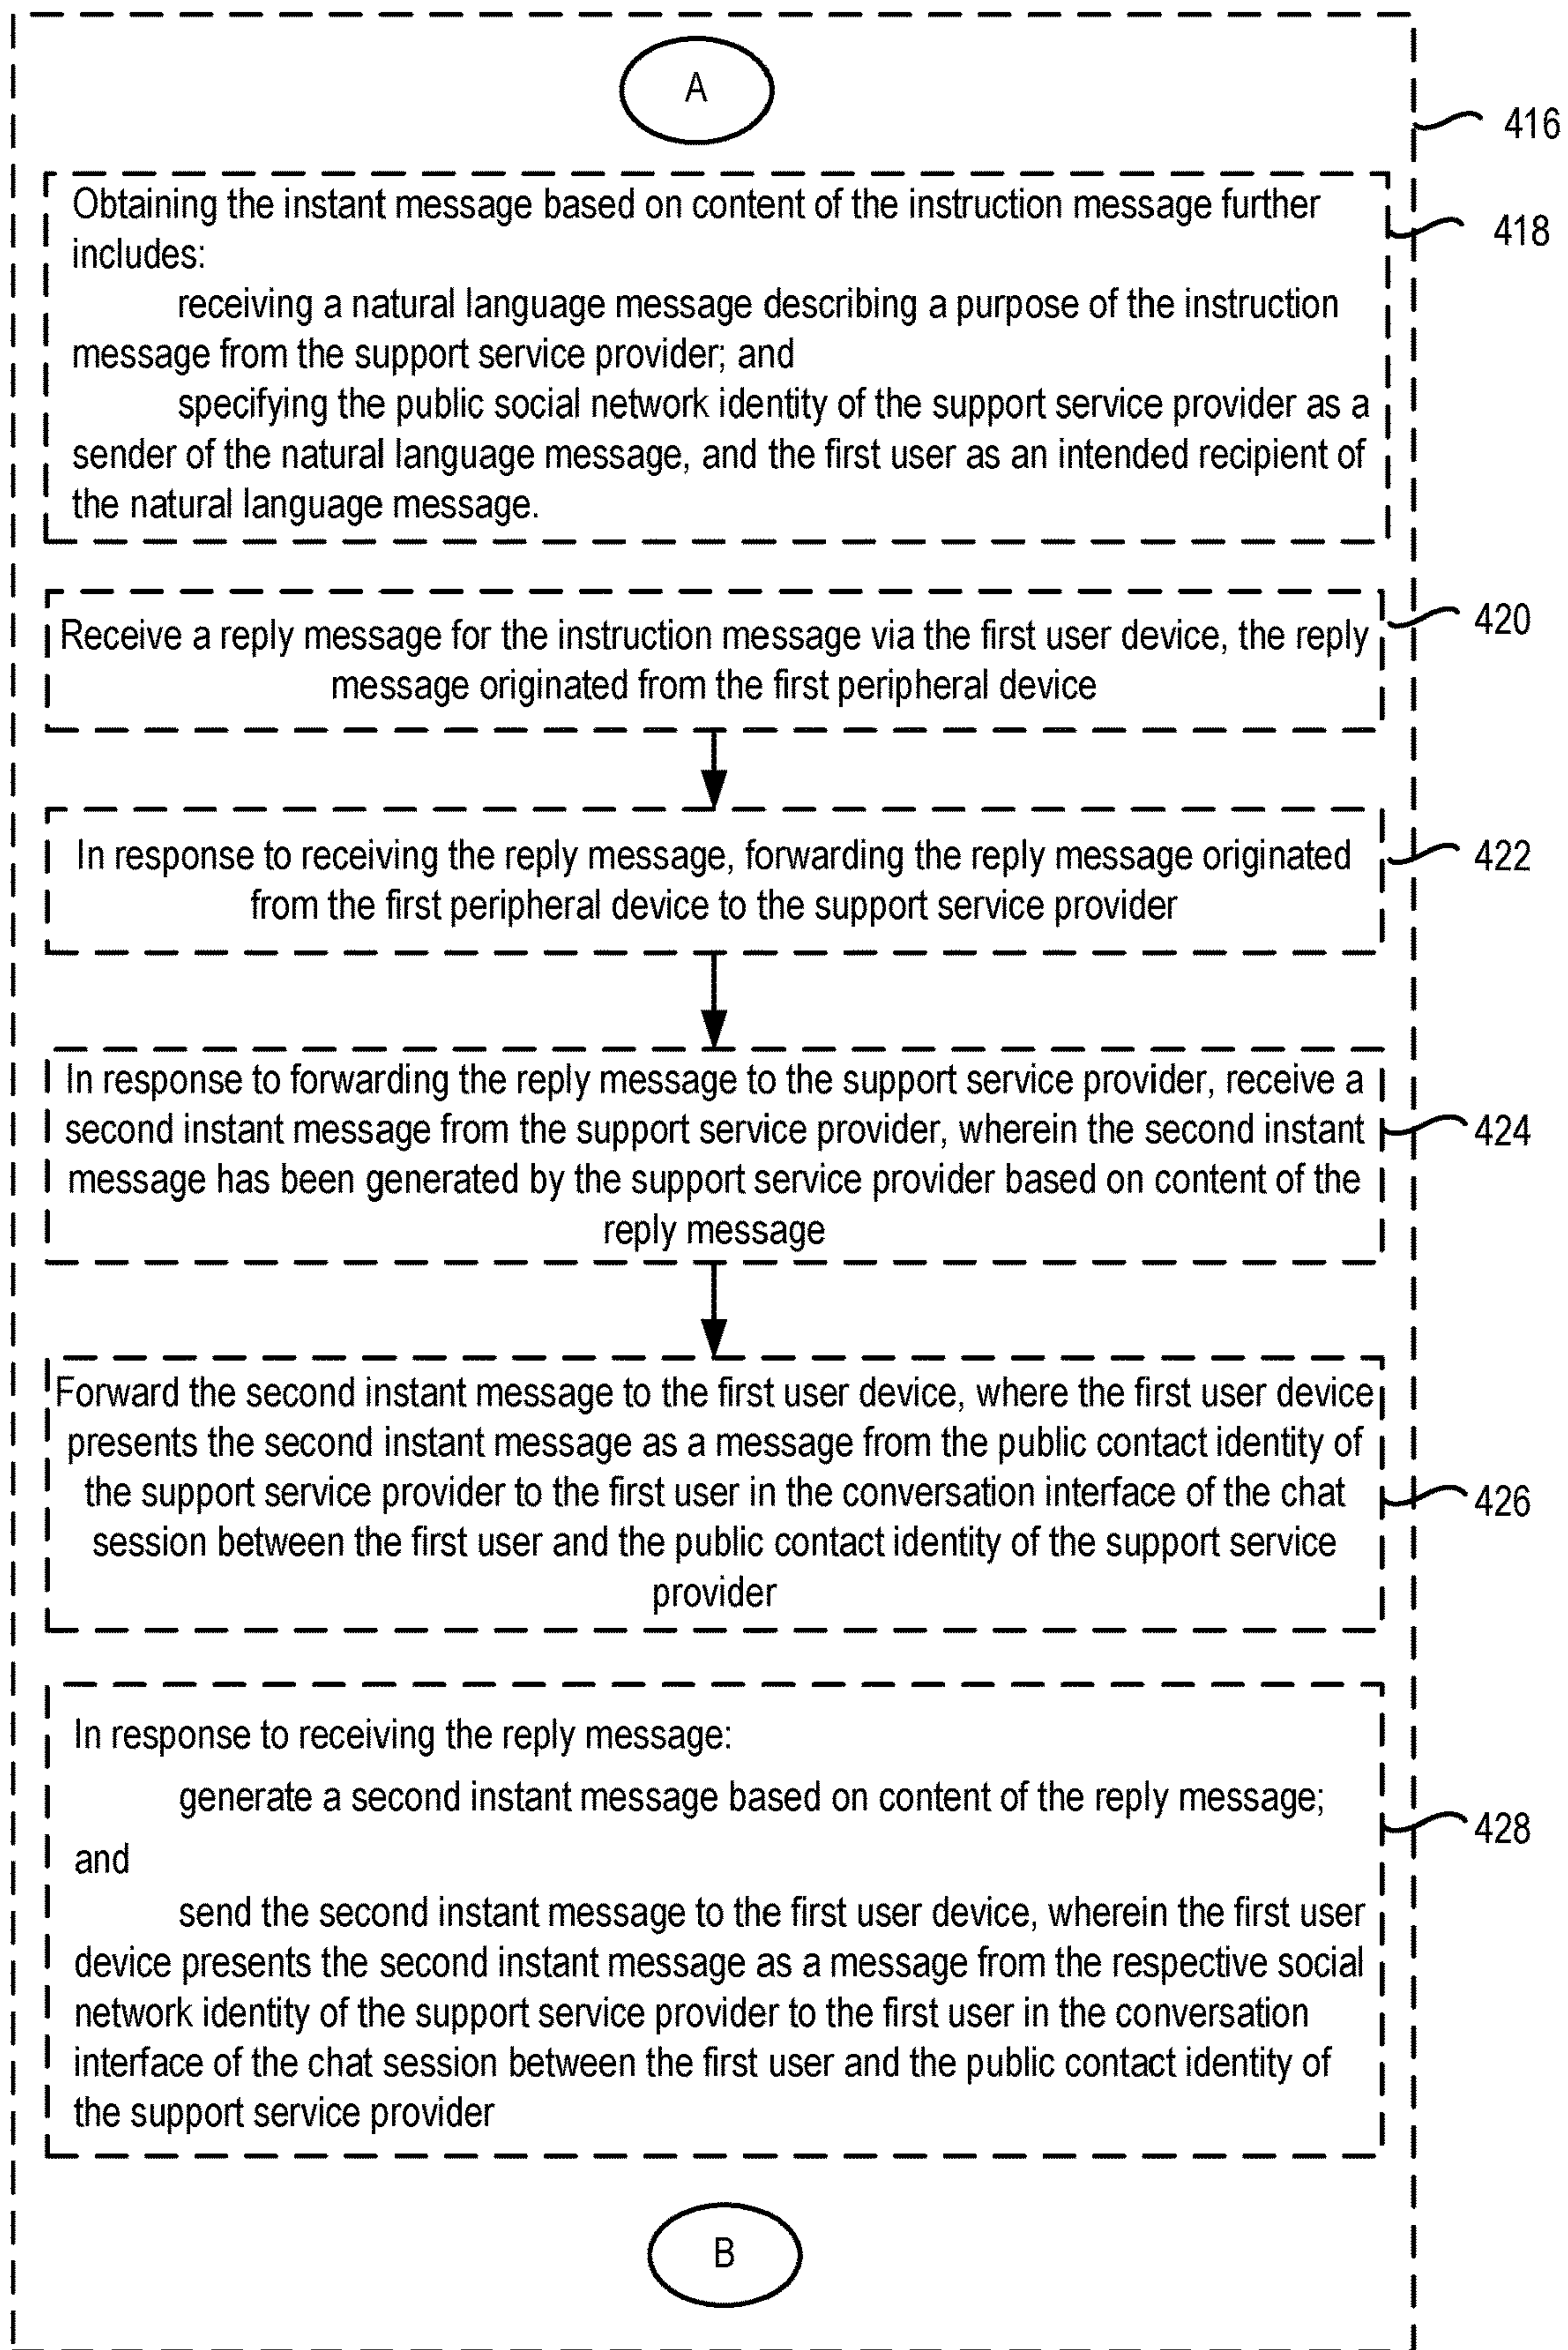 A
416
Obtaining the instant message based on content of the instruction message further
includes:
receiving a natural language message describing a purpose of the instruction
message from the support service provider; and
specifying the public social network identity of the support service provider as a
sender of the natural language message, and the first user as an intended recipient of
the natural language message.
418
Receive a reply message for the instruction message via the first user device, the reply
message originated from the first peripheral device
420
In response to receiving the reply message, forwarding the reply message originated
from the first peripheral device to the support service provider
422
In response to forwarding the reply message to the support service provider, receive a
second instant message from the support service provider, wherein the second instant
message has been generated by the support service provider based on content of the
reply message
424
Forward the second instant message to the first user device, where the first user device
presents the second instant message as a message from the public contact identity of
the support service provider to the first user in the conversation interface of the chat
session between the first user and the public contact identity of the support service
provider
426
In response to receiving the reply message:
generate a second instant message based on content of the reply message;
and
send the second instant message to the first user device, wherein the first user
device presents the second instant message as a message from the respective social
network identity of the support service provider to the first user in the conversation
interface of the chat session between the first user and the public contact identity of
the support service provider
428
B